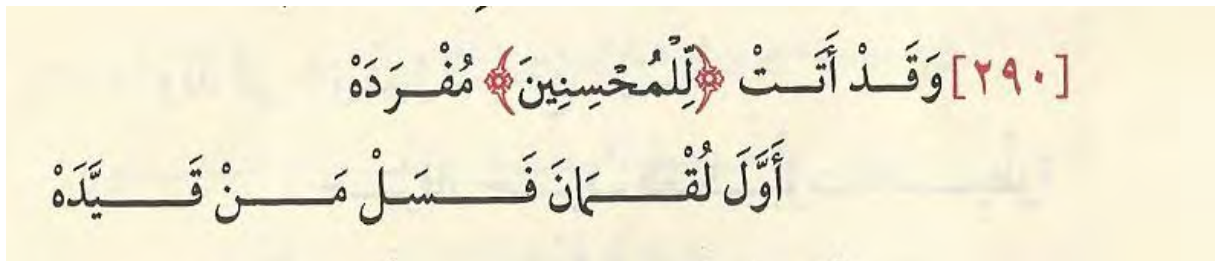 [٢٩٠] وَقَدْ أَتَتْ ﴿لِّلْمُحْسِنِينَ﴾ مُفْرَدَهْ
أَوَّلَ لُقْمَانَ فَسَلْ مَنْ قَيَّدَهْ